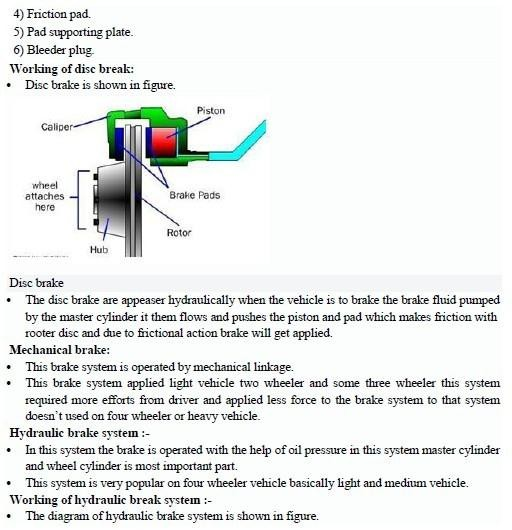 4) Friction pad.
5) Pad supporting plate.
6) Bleeder plug.
Working of disc break:
• Disc brake is shown in figure.
Piston
Caliper
wheel
attaches
here
Brake Pads
Rotor
Hub
Disc brake
• The disc brake are appeaser hydraulically when the vehicle is to brake the brake fluid pumped
by the master cylinder it them flows and pushes the piston and pad which makes friction with
rooter disc and due to frictional action brake will get applied.
Mechanical brake:
• This brake system is operated by mechanical linkage.
• This brake system applied light vehicle two wheeler and some three wheeler this system
required more efforts from driver and applied less force to the brake system to that system
doesn't used on four wheeler or heavy vehicle.
Hydraulic brake system :-
• In this system the brake is operated with the help of oil pressure in this system master cylinder
and wheel cylinder is most important part.
• This system is very popular on four wheeler vehicle basically light and medium vehicle.
Working of hydraulic break system :-
• The diagram of hydraulic brake system is shown in figure.